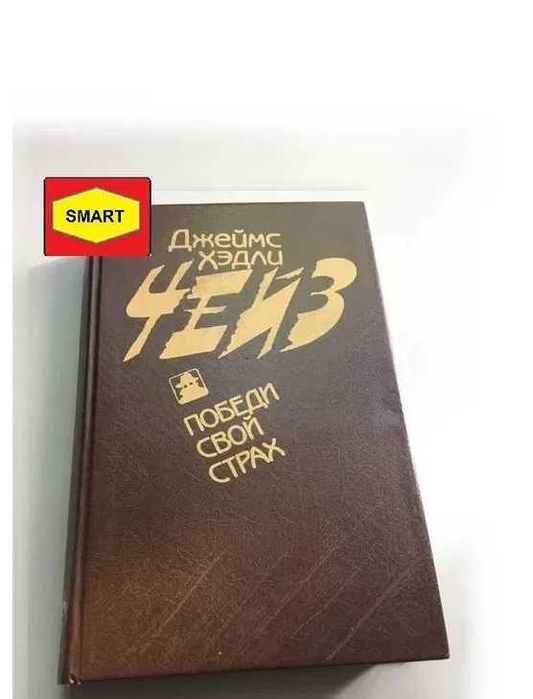 SMART
Джеймс
Хэдли
ЧЕЙЗ
ПОБЕДИ
СВОЙ
СТРАХ